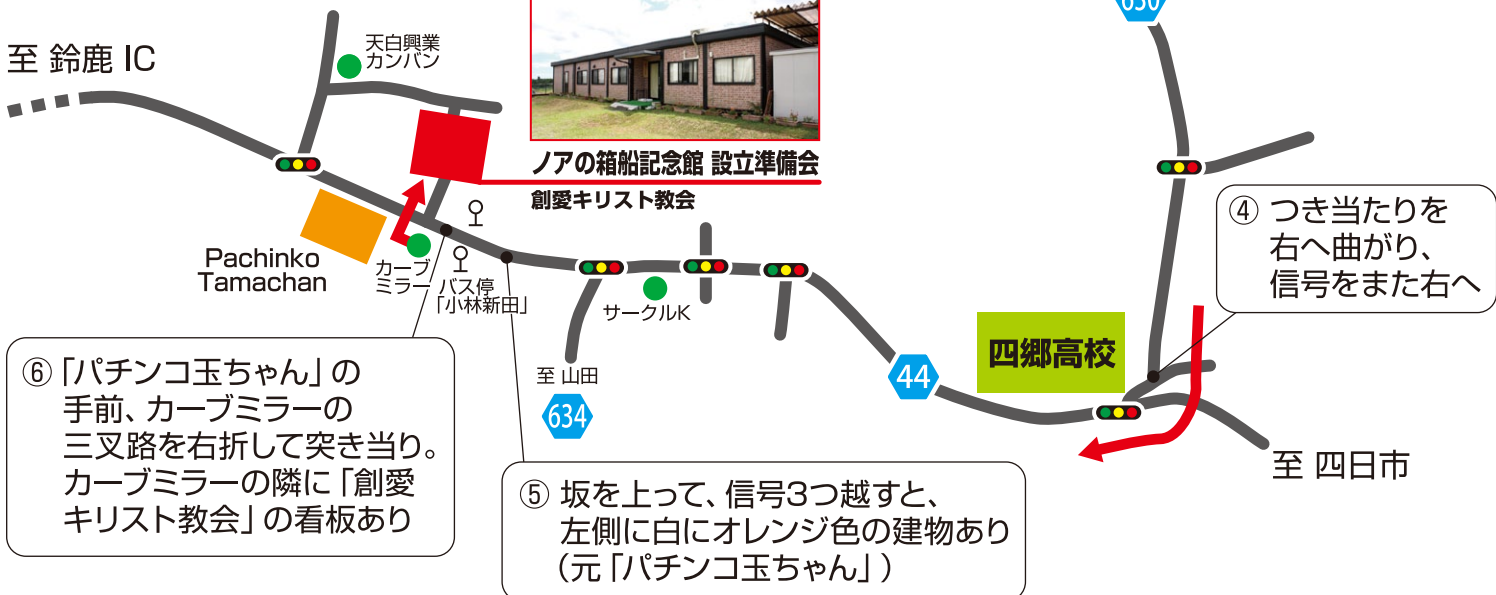 至 鈴鹿 IC
天白興業
カンバン
ノアの箱船記念館 設立準備会
創愛キリスト教会
Pachinko
Tamachan
カーブ
ミラー
バス停
「小林新田」
サークルK
至 山田
634
44
四郷高校
至 四日市
④ つき当たりを
右へ曲がり、
信号をまた右へ
⑤ 坂を上って、信号3つ越すと、
左側に白にオレンジ色の建物あり
(元「パチンコ玉ちゃん」)
⑥「パチンコ玉ちゃん」の
手前、カーブミラーの
三叉路を右折して突き当り。
カーブミラーの隣に「創愛
キリスト教会」の看板あり